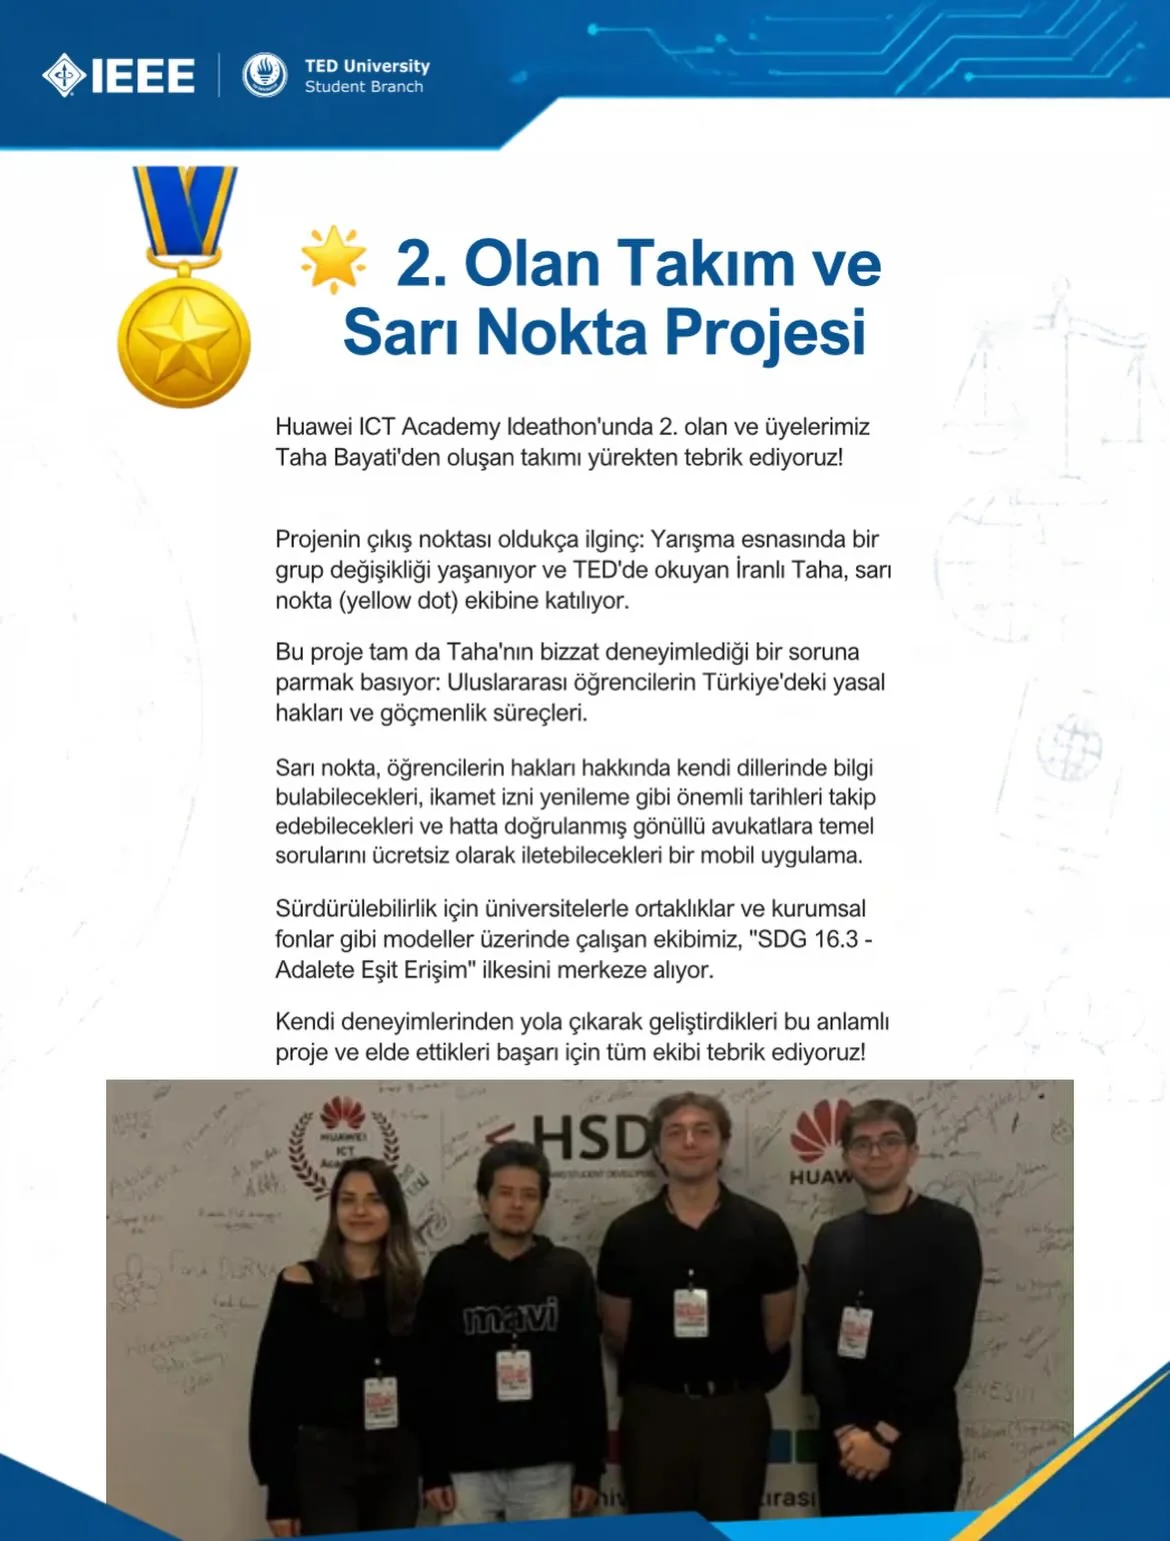 IEEE
TED University
Student Branch
2. Olan Takım ve
Sarı Nokta Projesi
Huawei ICT Academy Ideathon'unda 2. olan ve üyelerimiz
Taha Bayati'den oluşan takımı yürekten tebrik ediyoruz!
Projenin çıkış noktası oldukça ilginç: Yarışma esnasında bir
grup değişikliği yaşanıyor ve TED'de okuyan İranlı Taha, sarı
nokta (yellow dot) ekibine katılıyor.
Bu proje tam da Taha'nın bizzat deneyimlediği bir soruna
parmak basıyor: Uluslararası öğrencilerin Türkiye'deki yasal
hakları ve göçmenlik süreçleri.
Sarı nokta, öğrencilerin hakları hakkında kendi dillerinde bilgi
bulabilecekleri, ikamet izni yenileme gibi önemli tarihleri takip
edebilecekleri ve hatta doğrulanmış gönüllü avukatlara temel
sorularını ücretsiz olarak iletebilecekleri bir mobil uygulama.
Sürdürülebilirlik için üniversitelerle ortaklıklar ve kurumsal
fonlar gibi modeller üzerinde çalışan ekibimiz, "SDG 16.3 -
Adalete Eşit Erişim" ilkesini merkeze alıyor.
Kendi deneyimlerinden yola çıkarak geliştirdikleri bu anlamlı
proje ve elde ettikleri başarı için tüm ekibi tebrik ediyoruz!
HUAWEI
ICT
HSD
HUAW
mavi